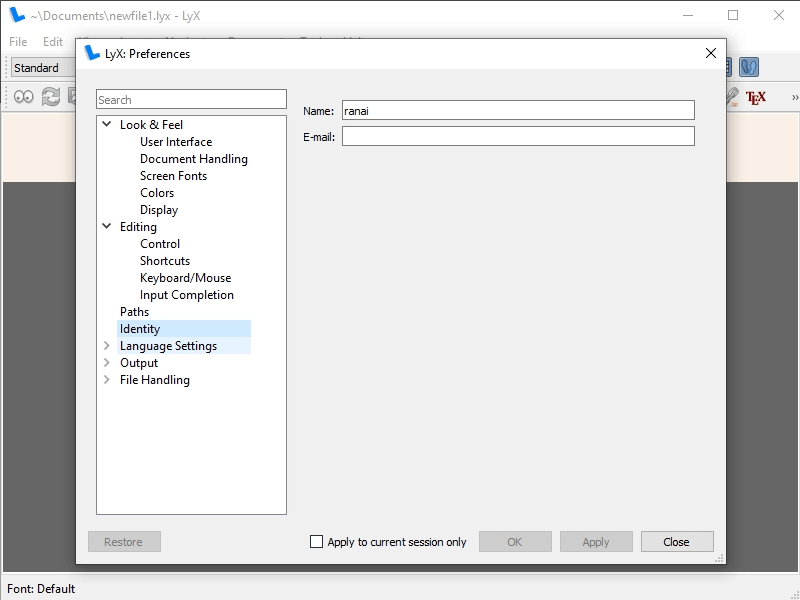 ~\Documents\newfile1.lyx - LyX
File Edit
LyX: Preferences
Standard
Search
Name: ranai
E-mail:
Look & Feel
User Interface
Document Handling
Screen Fonts
Colors
Display
Editing
Control
Shortcuts
Keyboard/Mouse
Input Completion
Paths
Identity
Language Settings
Output
File Handling
TEX
Restore
Apply to current session only
OK
Apply
Close
Font: Default